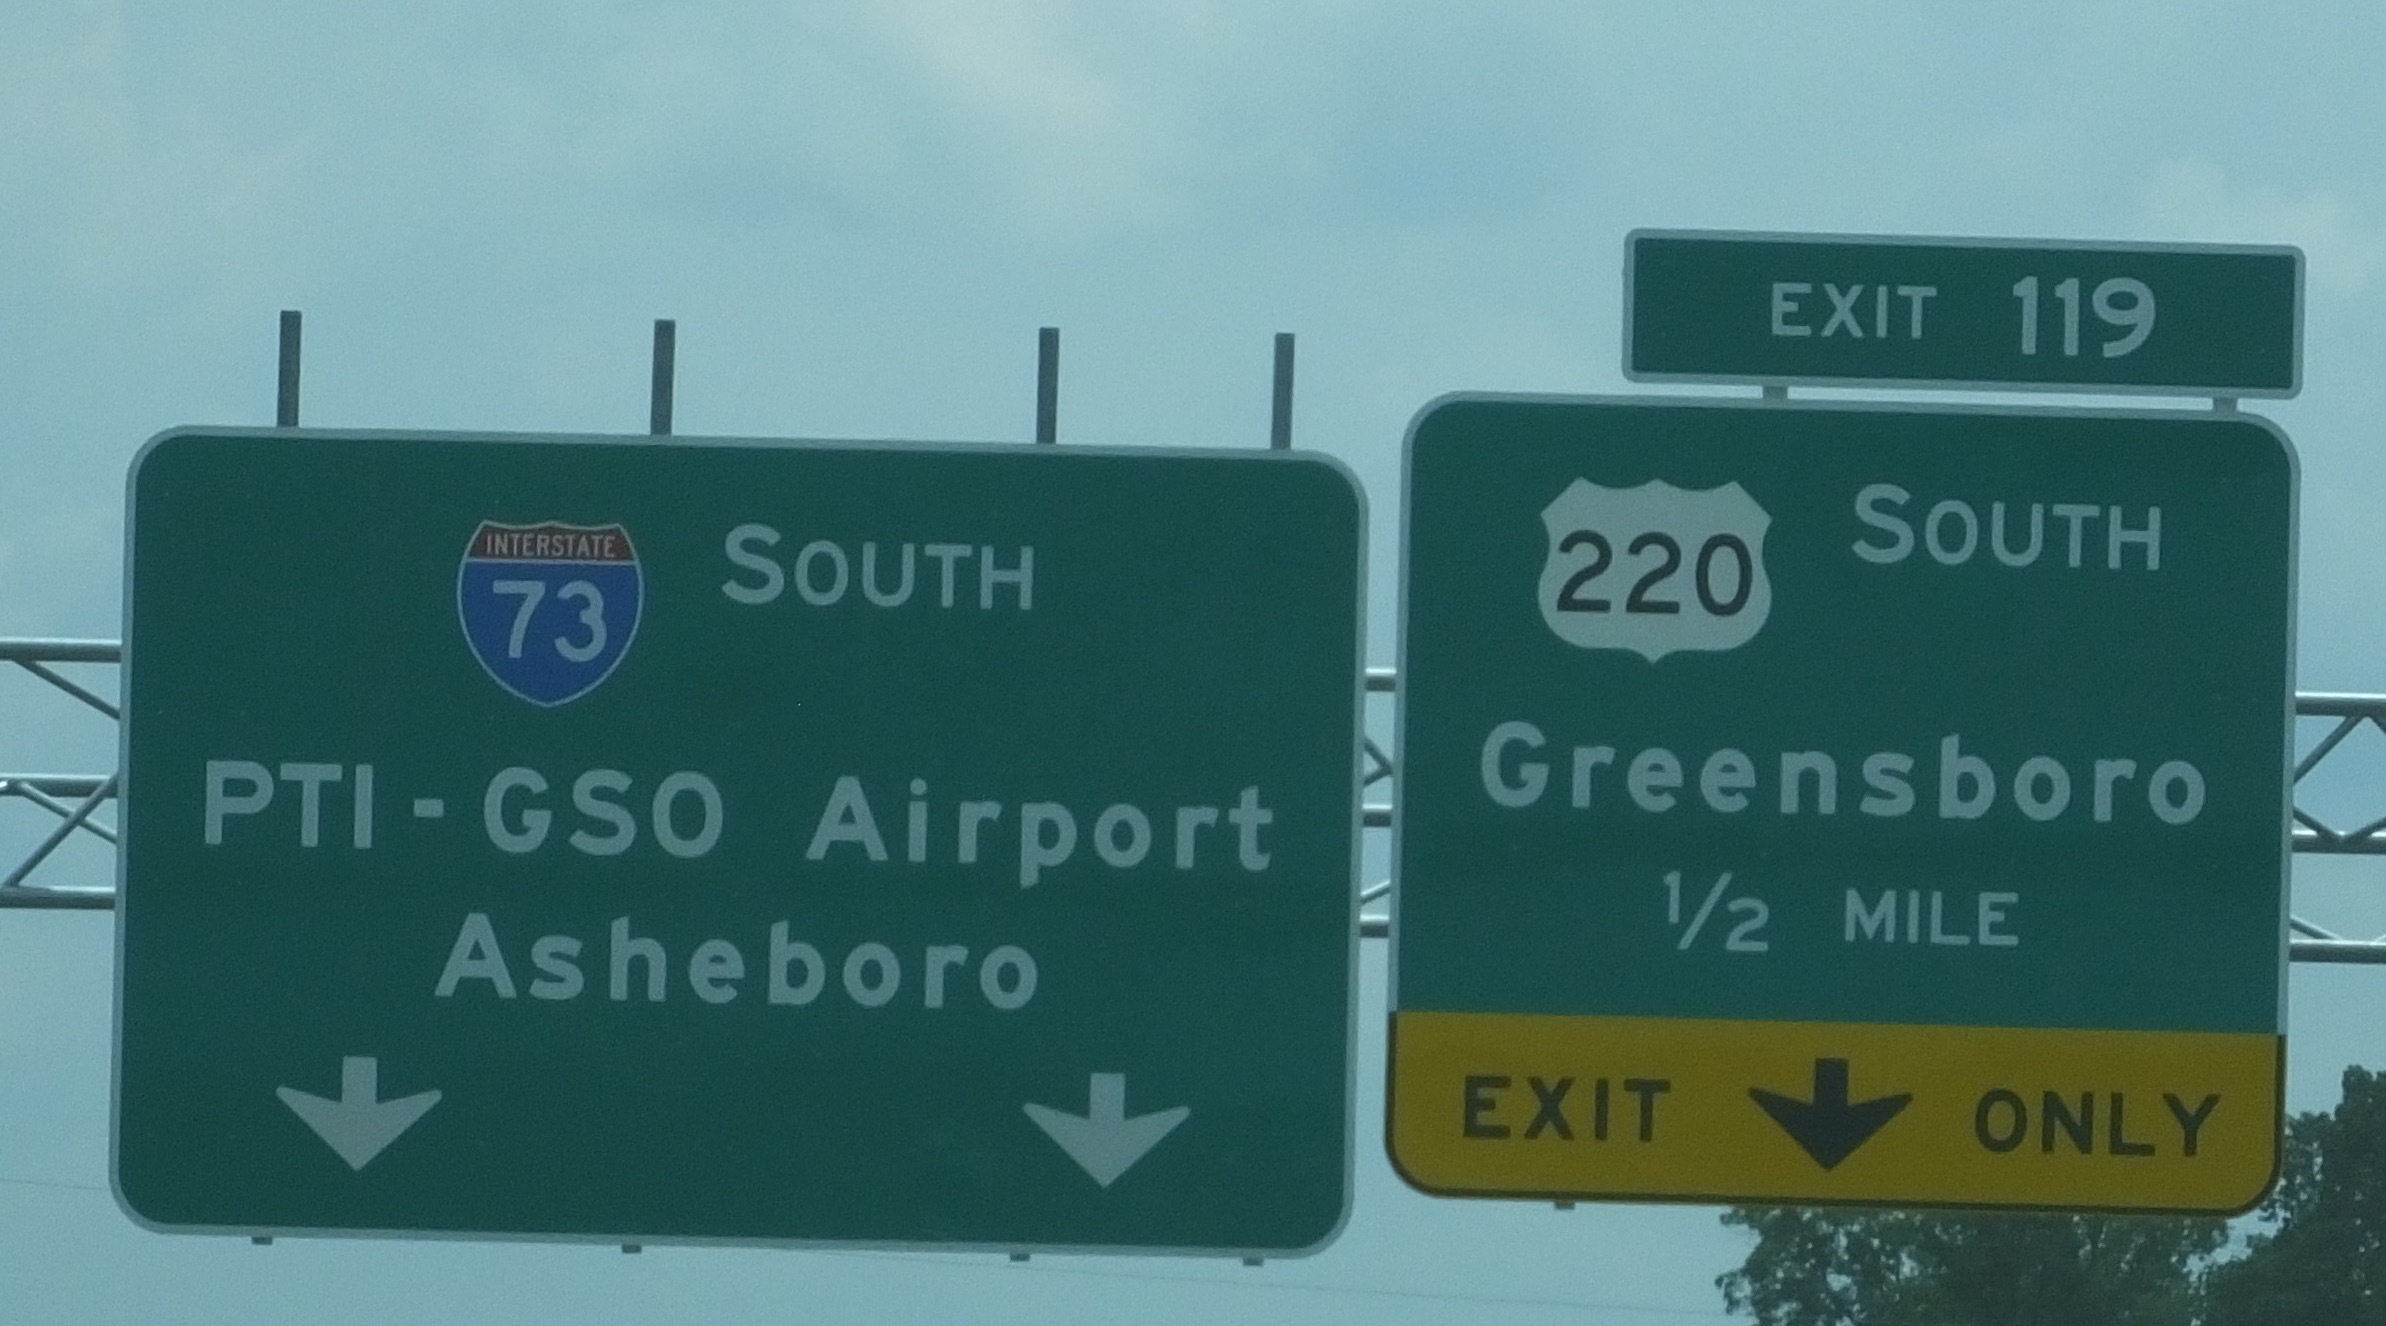 INTERSTATE
73 SOUTH
PTI - GSO Airport
Asheboro
EXIT 119
220 SOUTH
Greensboro
1/2 MILE
EXIT ONLY